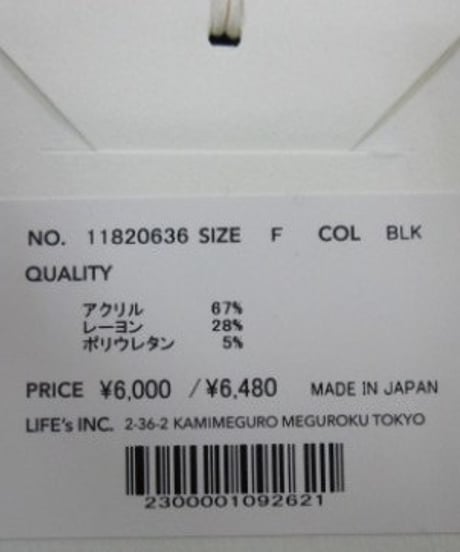 NO. 11820636 SIZE F COL BLK
QUALITY
アクリル 67%
レーヨン 28%
ポリウレタン 5%
PRICE ¥6,000 /¥6,480 MADE IN JAPAN
LIFE's INC. 2-36-2 KAMIMEGURO MEGUROKU TOKYO
2300001092621